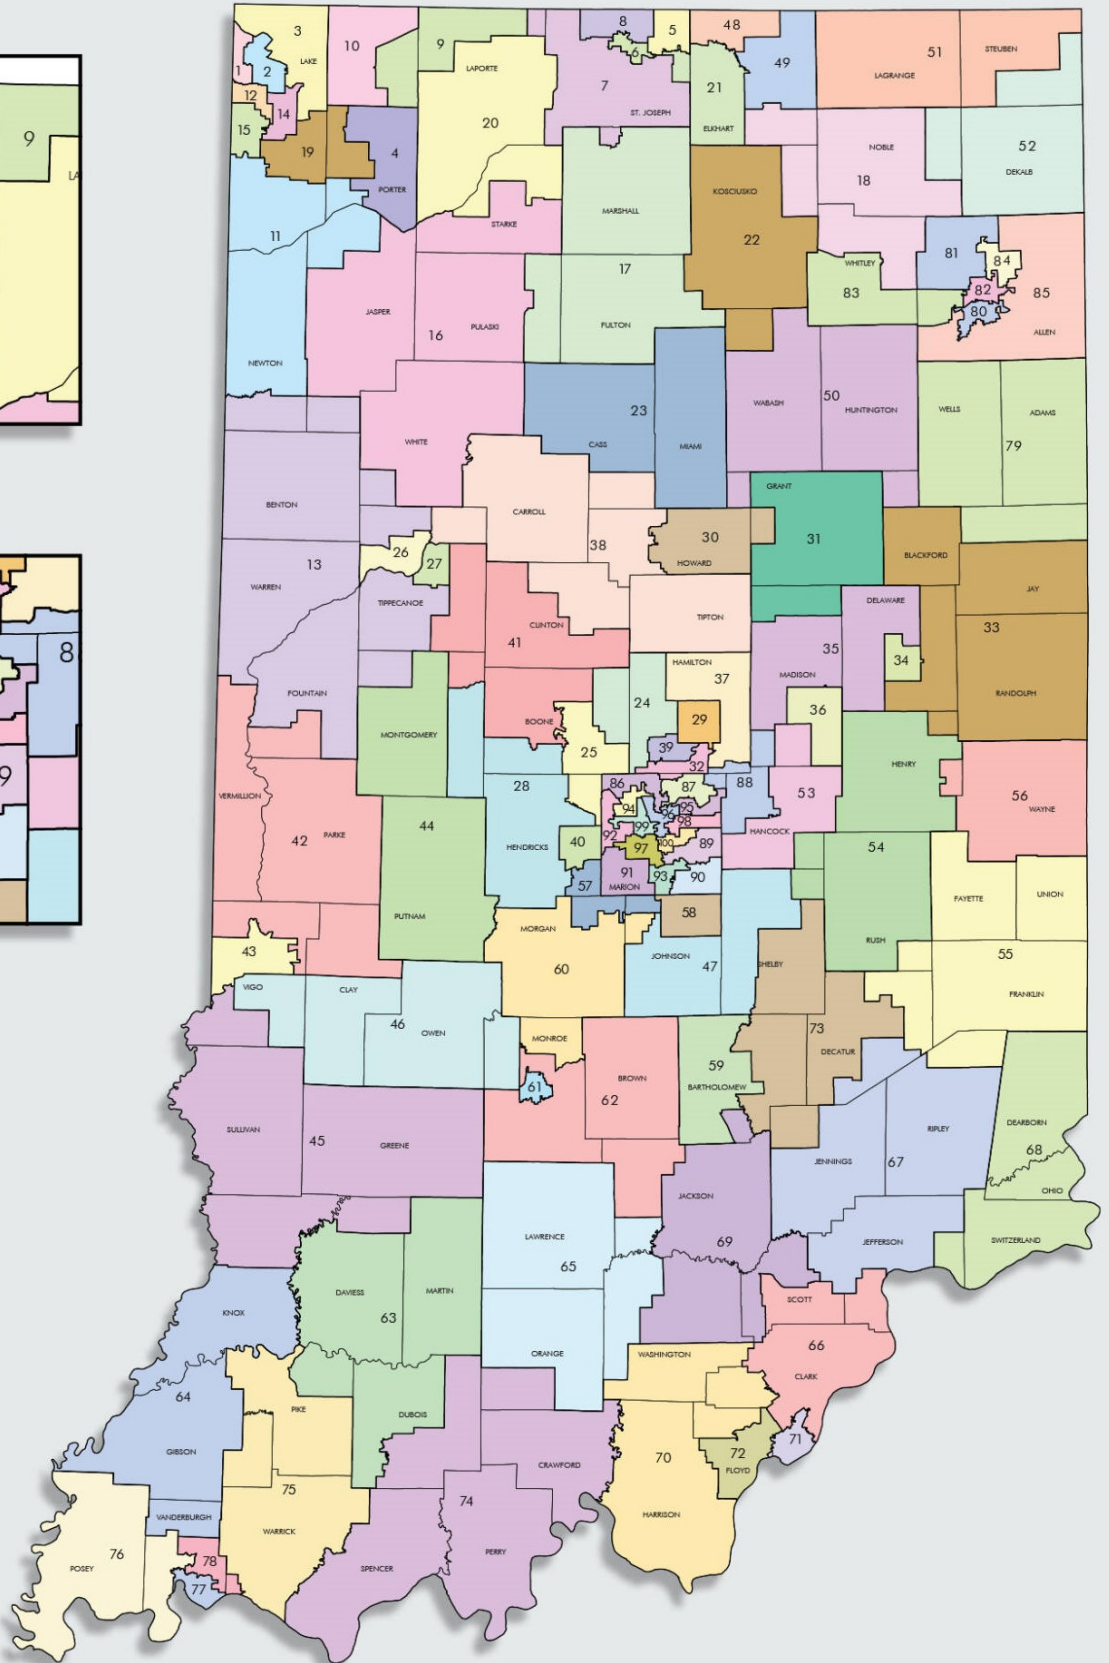 8
5
48
3
9
10
6
51
STEUBEN
LAKE
LAPORTE
49
1
2
7
LAGRANGE
21
12
14
ST. JOSEPH
20
15
ELKHART
9
NOBLE
52
19
4
LA
DEKALB
18
PORTER
KOSCIUSKO
MARSHALL
STARKE
11
22
81
84
WHITLEY
17
82
83
85
JASPER
80
PULASKI
FULTON
16
ALLEN
NEWTON
50
WABASH
23
HUNTINGTON
WELLS
ADAMS
WHITE
CASS
MIAMI
79
GRANT
BENTON
CARROLL
30
31
38
26
BLACKFORD
13
27
HOWARD
WARREN
JAY
TIPPECANOE
DELAWARE
TIPTON
CLINTON
33
41
35
8
34
HAMILTON
MADISON
37
FOUNTAIN
RANDOLPH
24
36
29
BOONE
MONTGOMERY
39
25
HENRY
32
9
28
86
87
88
VERMILLION
53
56
94
95
WAYNE
96
44
99
98
HANCOCK
42
PARKE
92
40
100
89
HENDRICKS
97
54
91
93
90
57
MARION
FAYETTE
UNION
58
PUTNAM
MORGAN
RUSH
43
JOHNSON
47
SHELBY
55
60
VIGO
CLAY
FRANKLIN
46
OWEN
73
MONROE
DECATUR
59
BROWN
61
BARTHOLOMEW
62
DEARBORN
SULLIVAN
RIPLEY
45
GREENE
68
JENNINGS
67
OHIO
JACKSON
LAWRENCE
69
JEFFERSON
SWITZERLAND
65
DAVIESS
MARTIN
SCOTT
KNOX
63
66
ORANGE
WASHINGTON
CLARK
64
PIKE
DUBOIS
71
GIBSON
72
70
CRAWFORD
FLOYD
75
74
VANDERBURGH
HARRISON
WARRICK
76
PERRY
78
POSEY
SPENCER
77